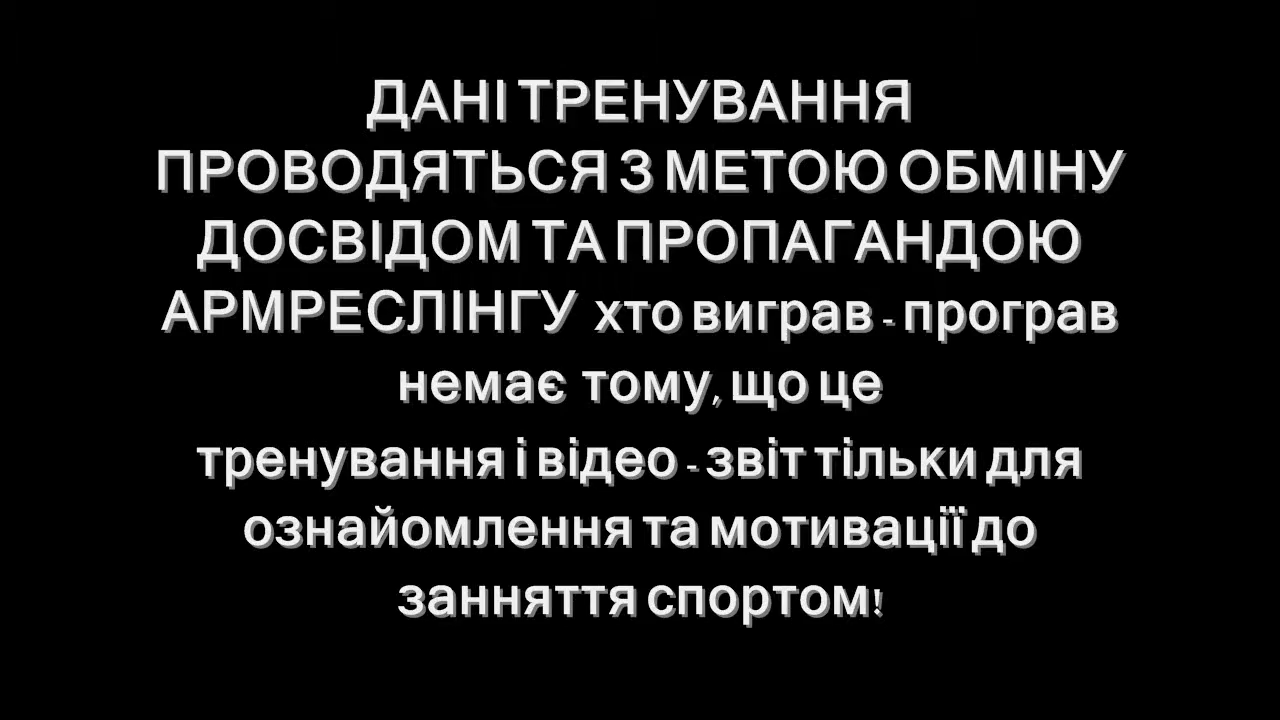 ДАНІ ТРЕНУВАННЯ
ПРОВОДЯТЬСЯ З МЕТОЮ ОБМІНУ
ДОСВІДОМ ТА ПРОПАГАНДОЮ
АРМРЕСЛІНГУ хто виграв - програв
немає тому, що це
тренування і відео - звіт тільки для
ознайомлення та мотивації до
занняття спортом!